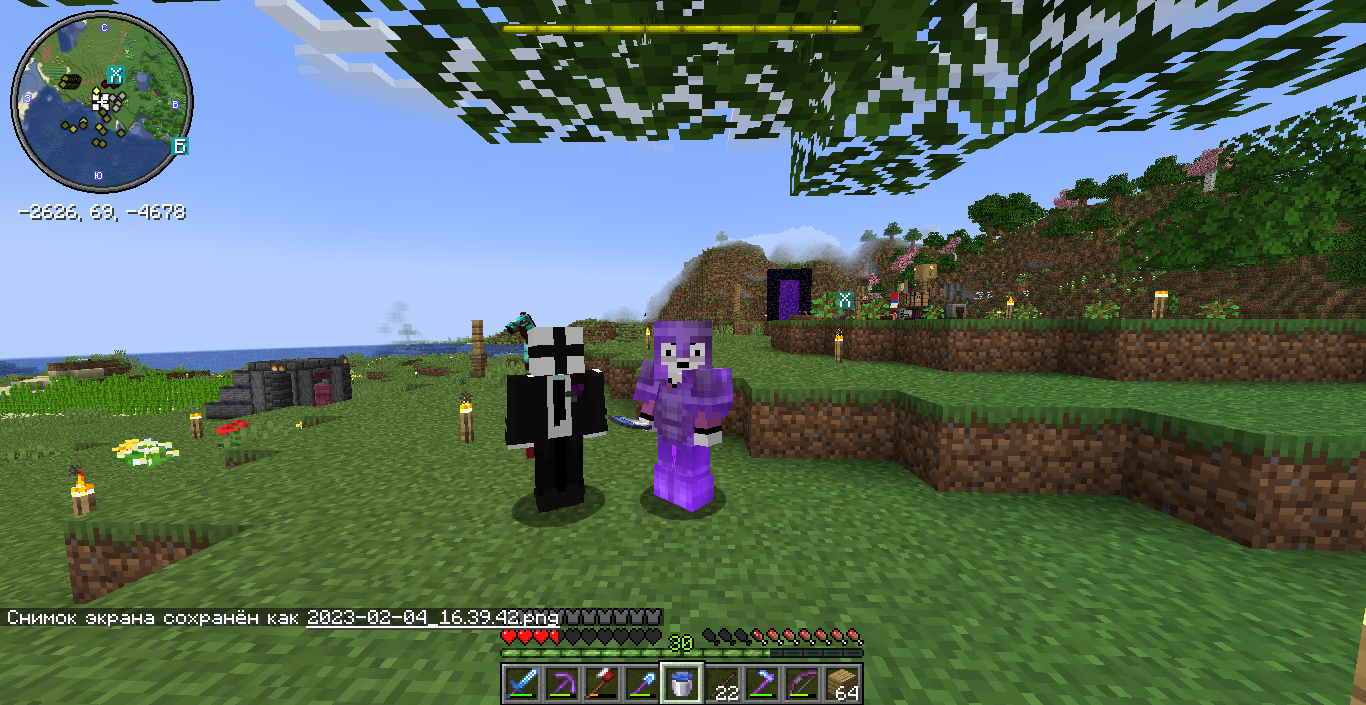 С
Х
З
В
Б
Ю
-2626, 69, -4678
Х
Снимок экрана сохранён как 2023-02-04_16.39.42.png
30
22
64